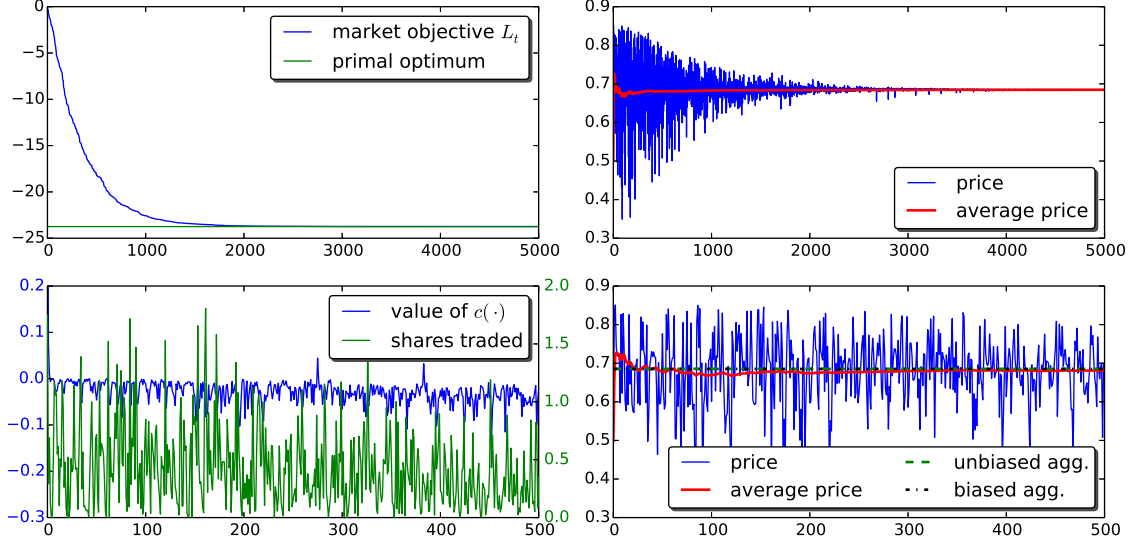 0
−5
−10
−15
−20
−25
0 1000 2000 3000 4000 5000
market objective L_t
primal optimum
0.9
0.8
0.7
0.6
0.5
0.4
0.3
0 1000 2000 3000 4000 5000
price
average price
0.2
0.1
0.0
−0.1
−0.2
−0.3
0 100 200 300 400 500
2.0
1.5
1.0
0.5
0.0
value of c(·)
shares traded
0.9
0.8
0.7
0.6
0.5
0.4
0.3
0 100 200 300 400 500
price
average price
unbiased agg.
biased agg.